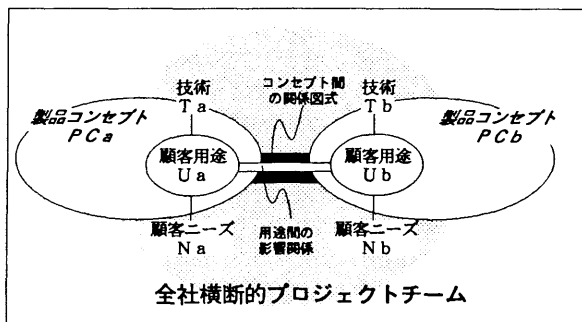 技術
Ta
コンセプト間
の関係図式
技術
Tb
製品コンセプト
PCa
製品コンセプト
PCb
顧客用途
Ua
顧客用途
Ub
顧客ニーズ
Na
用途間の
影響関係
顧客ニーズ
Nb
全社横断的プロジェクトチーム